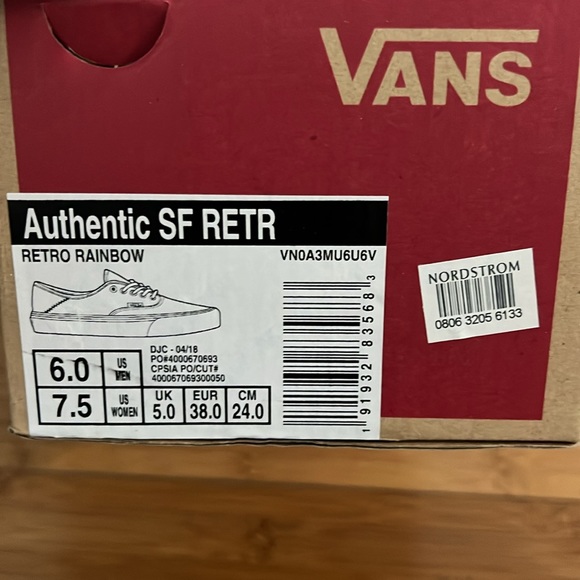 VANS
Authentic SF RETR
RETRO RAINBOW
VN0A3MU6U6V
NORDSTROM
0806 3205 6133
DJC - 04/18
PO#4000670693
CPSIA PO/CUT#
400067069300050
6.0 US MEN
7.5 US WOMEN
UK 5.0
EUR 38.0
CM 24.0
1 91932 83568 3